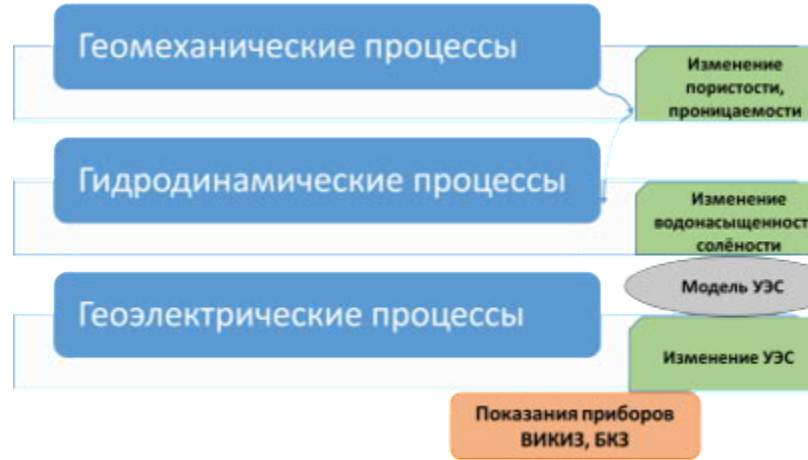 Геомеханические процессы
Изменение
пористости,
проницаемости
Гидродинамические процессы
Изменение
водонасыщенност
солёности
Модель УЭС
Геоэлектрические процессы
Изменение УЭС
Показания приборов
ВИКИЗ, БКЗ